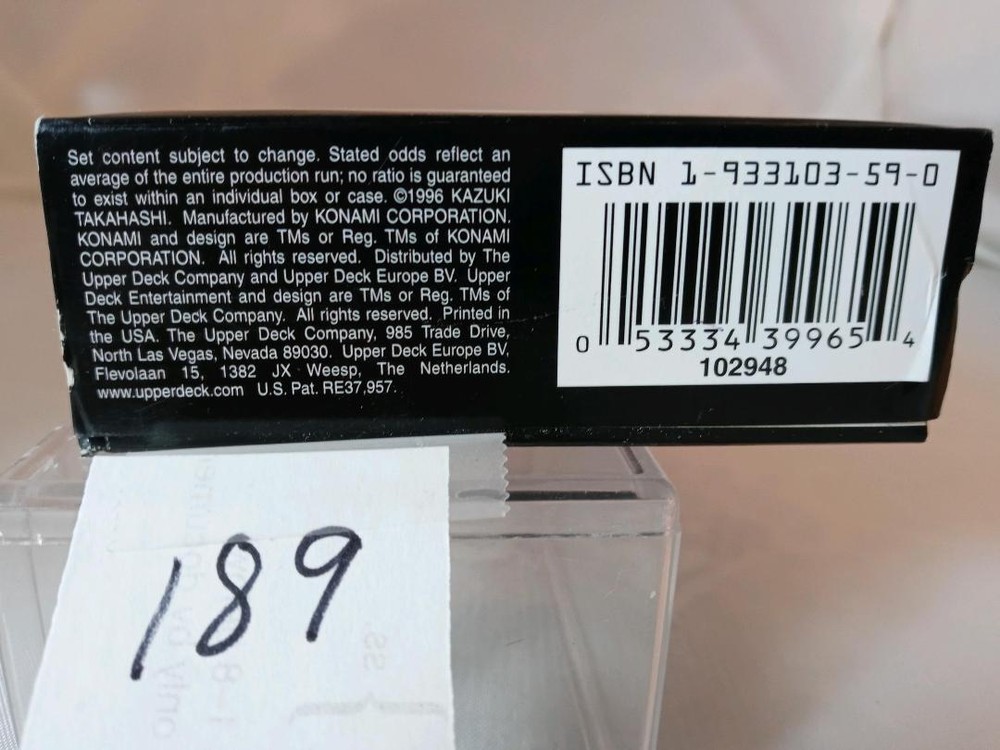 Set content subject to change. Stated odds reflect an
average of the entire production run; no ratio is guaranteed
to exist within an individual box or case. ©1996 KAZUKI
TAKAHASHI. Manufactured by KONAMI CORPORATION.
KONAMI and design are TMs or Reg. TMs of KONAMI
CORPORATION. All rights reserved. Distributed by The
Upper Deck Company and Upper Deck Europe BV. Upper
Deck Entertainment and design are TMs or Reg. TMs of
The Upper Deck Company. All rights reserved. Printed in
the USA. The Upper Deck Company, 985 Trade Drive,
North Las Vegas, Nevada 89030. Upper Deck Europe BV,
Flevolaan 15, 1382 JX Weesp, The Netherlands.
www.upperdeck.com U.S. Pat. RE37,957.
ISBN 1-933103-59-0
0 53334 39965 4
102948
189